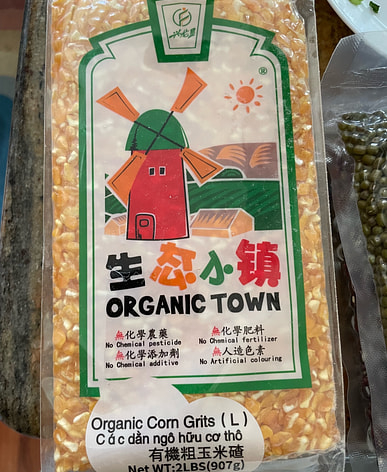 ®
生态小镇
ORGANIC TOWN
無化學農藥 無化學肥料
No Chemical pesticide No Chemical fertilizer
無化學添加劑 無人造色素
No Chemical additive No Artificial colouring
Organic Corn Grits ( L )
Các dẳn ngô hữu cơ thô
有機粗玉米碴
Net WT:2LBS(907g)